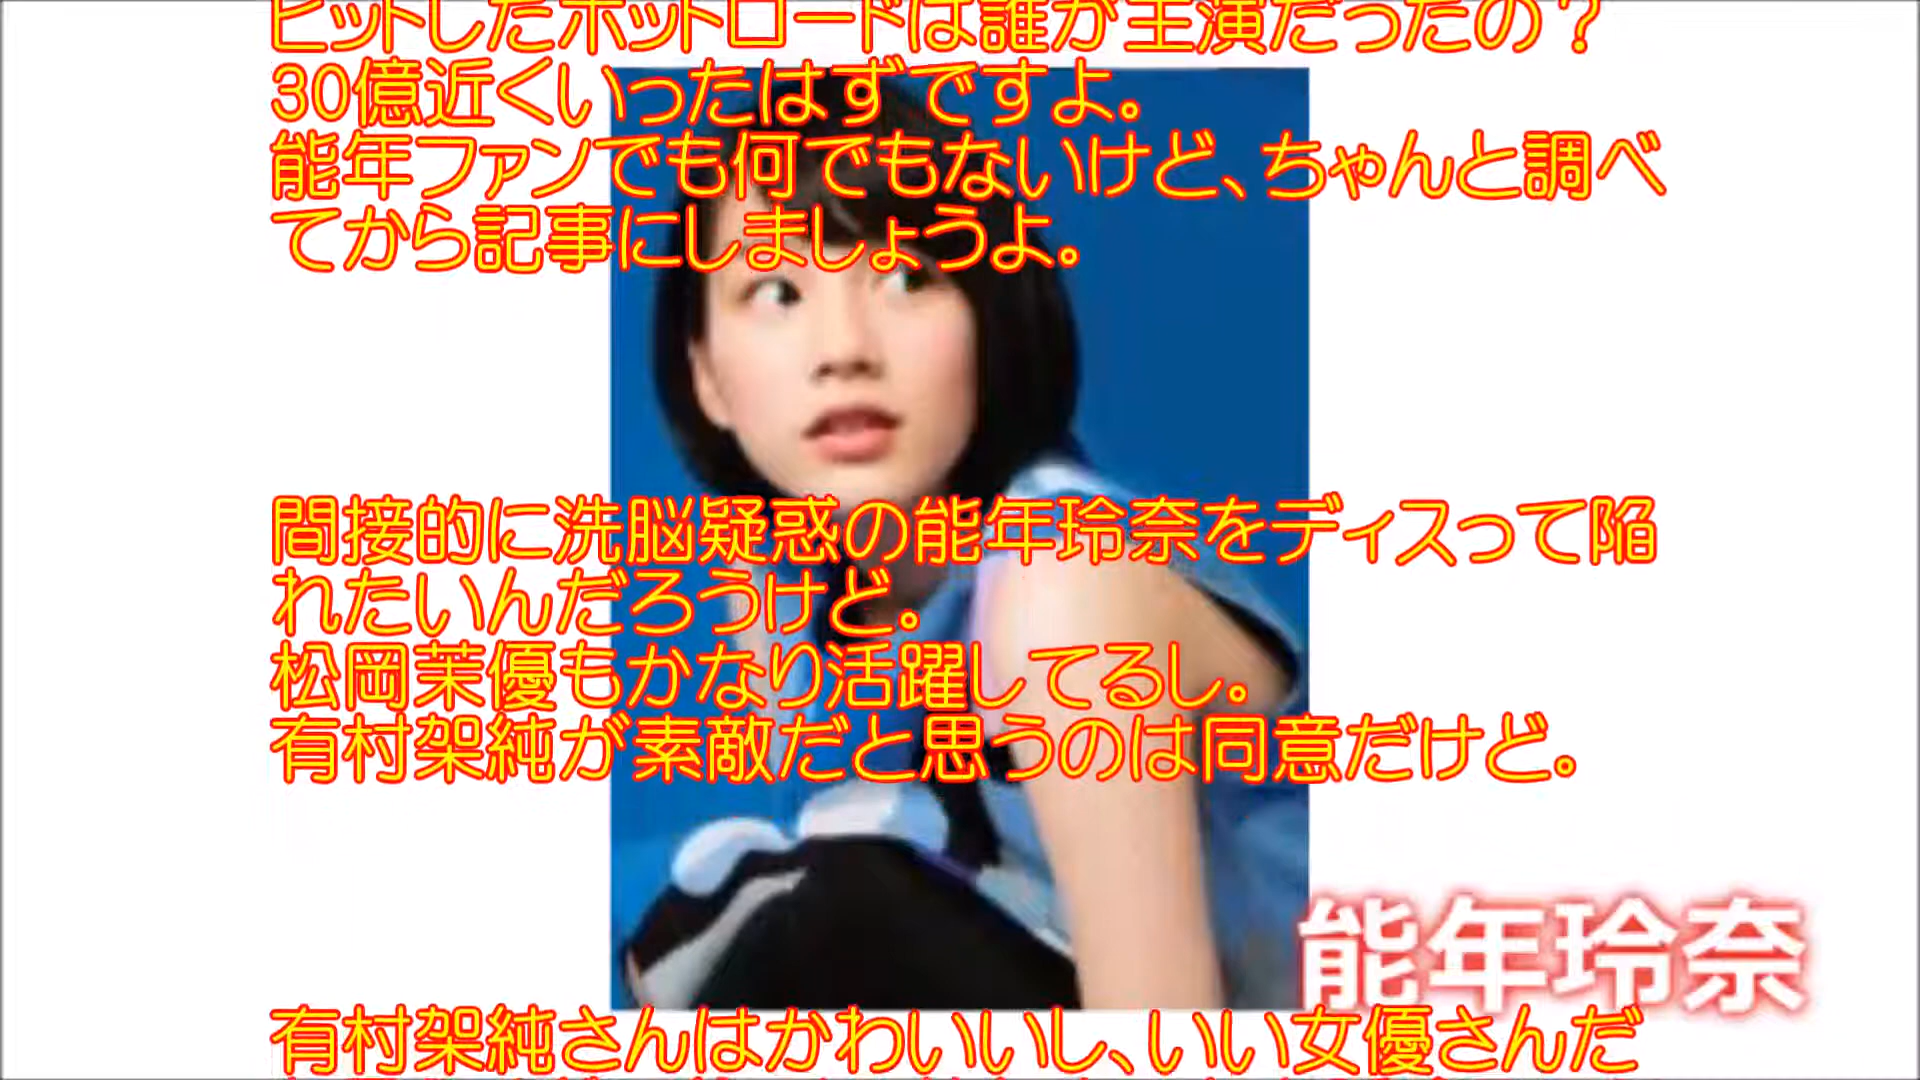 ヒットしたホットロードは誰が主演だったの？
30億近くいったはずですよ。
能年ファンでも何でもないけど、ちゃんと調べ
てから記事にしましょうよ。
間接的に洗脳疑惑の能年玲奈をディスって陥
れたいんだろうけど。
松岡茉優もかなり活躍してるし。
有村架純が素敵だと思うのは同意だけど。
能年玲奈
有村架純さんはかわいいし、いい女優さんだ